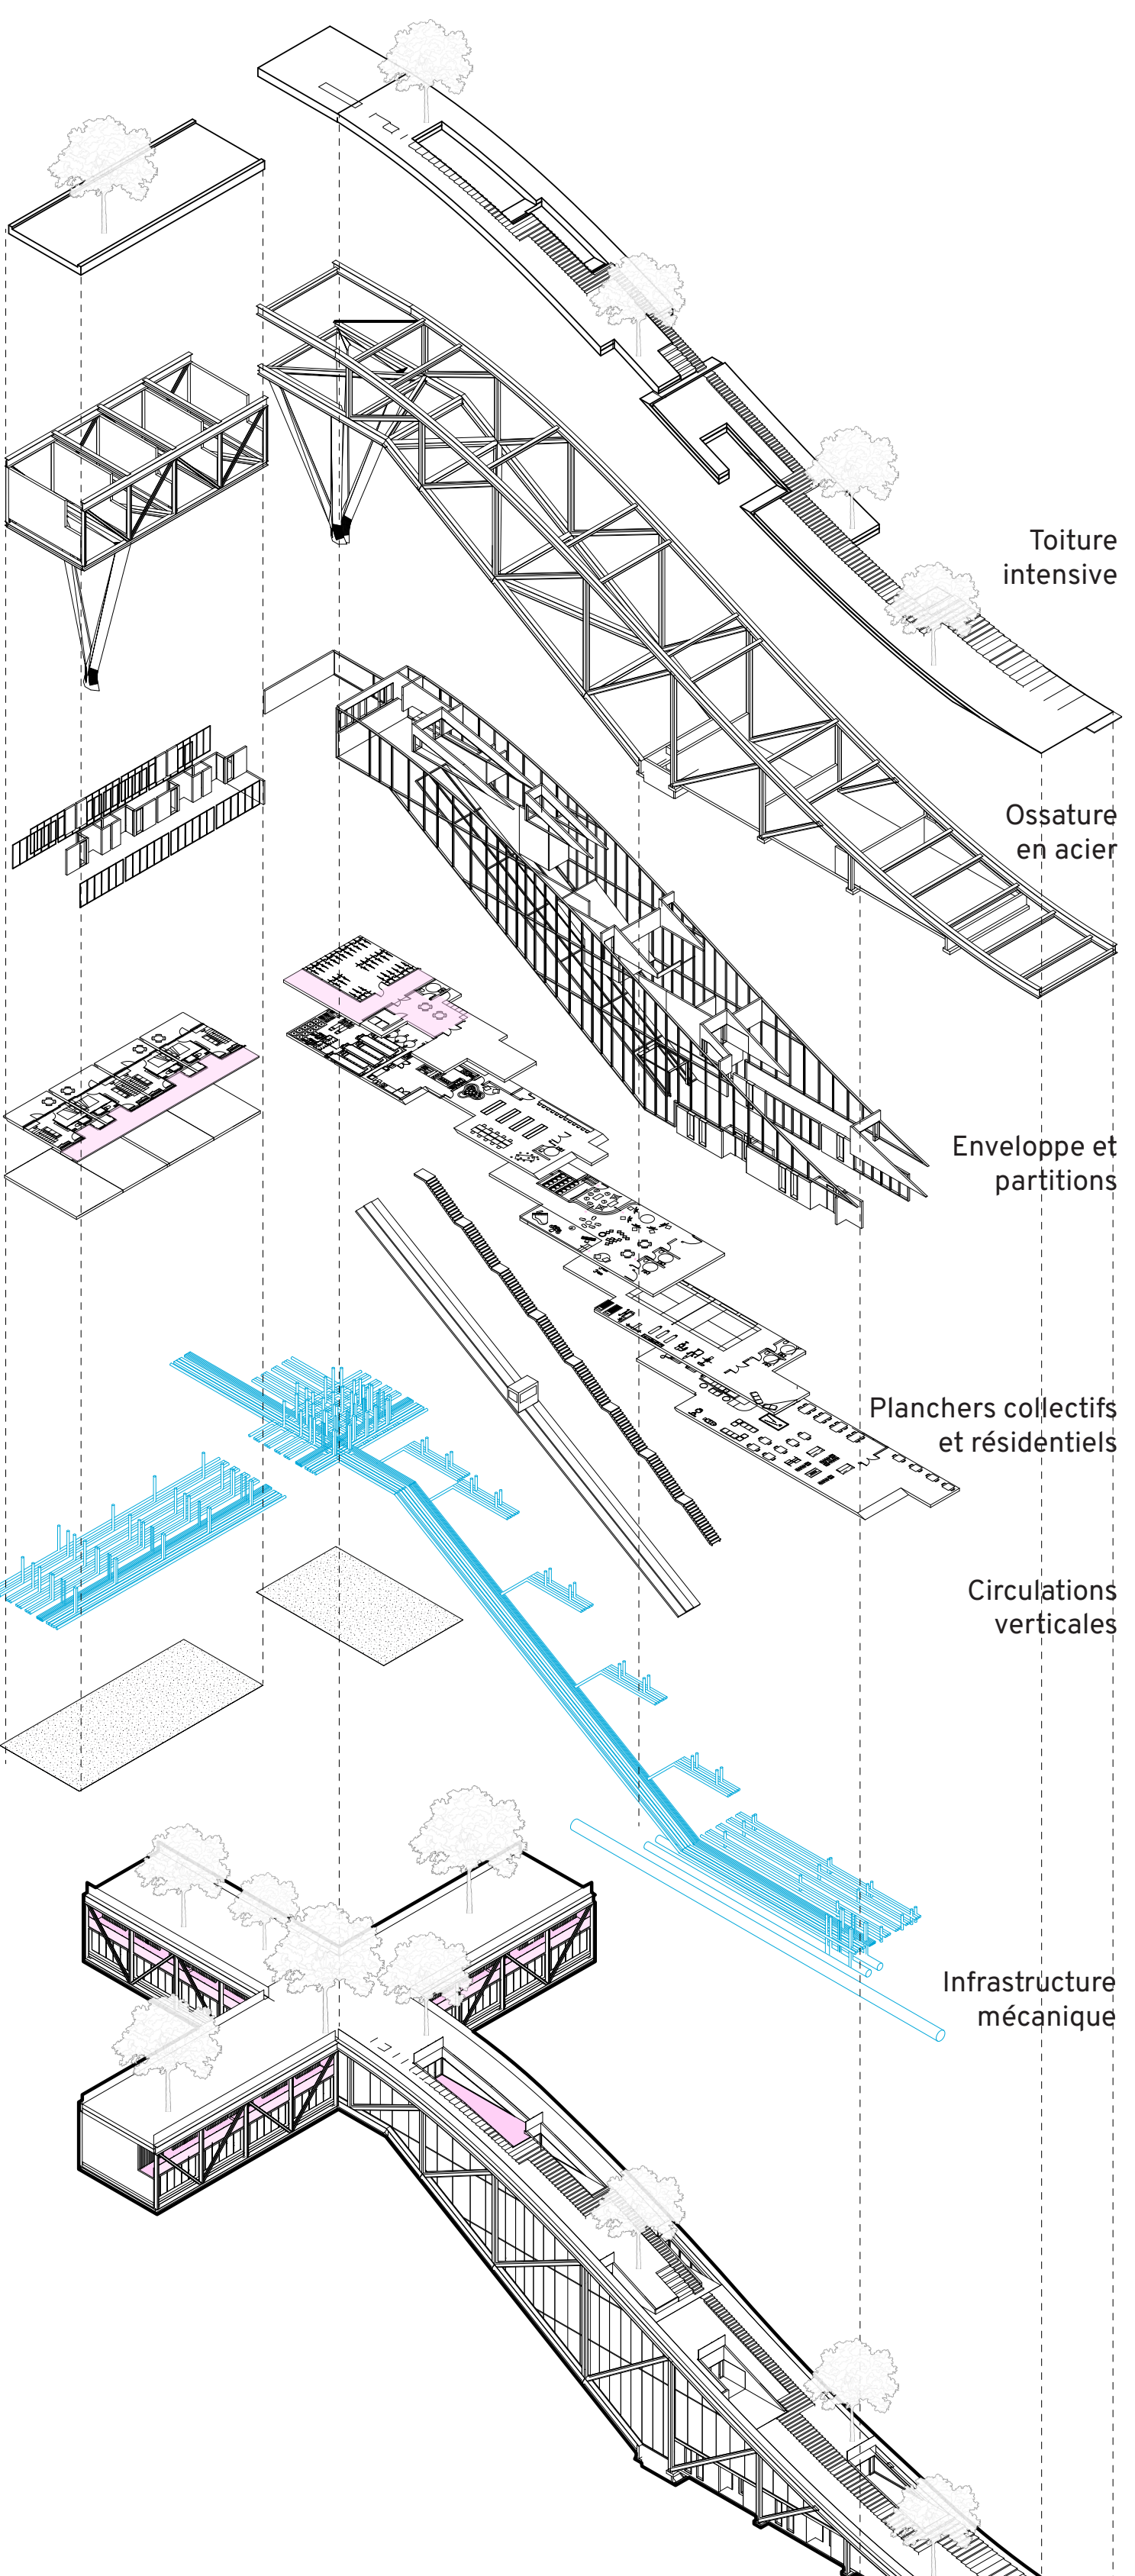 Toiture
intensive
Ossature
en acier
Enveloppe et
partitions
Planchers collectifs
et résidentiels
Circulations
verticales
Infrastructure
mécanique